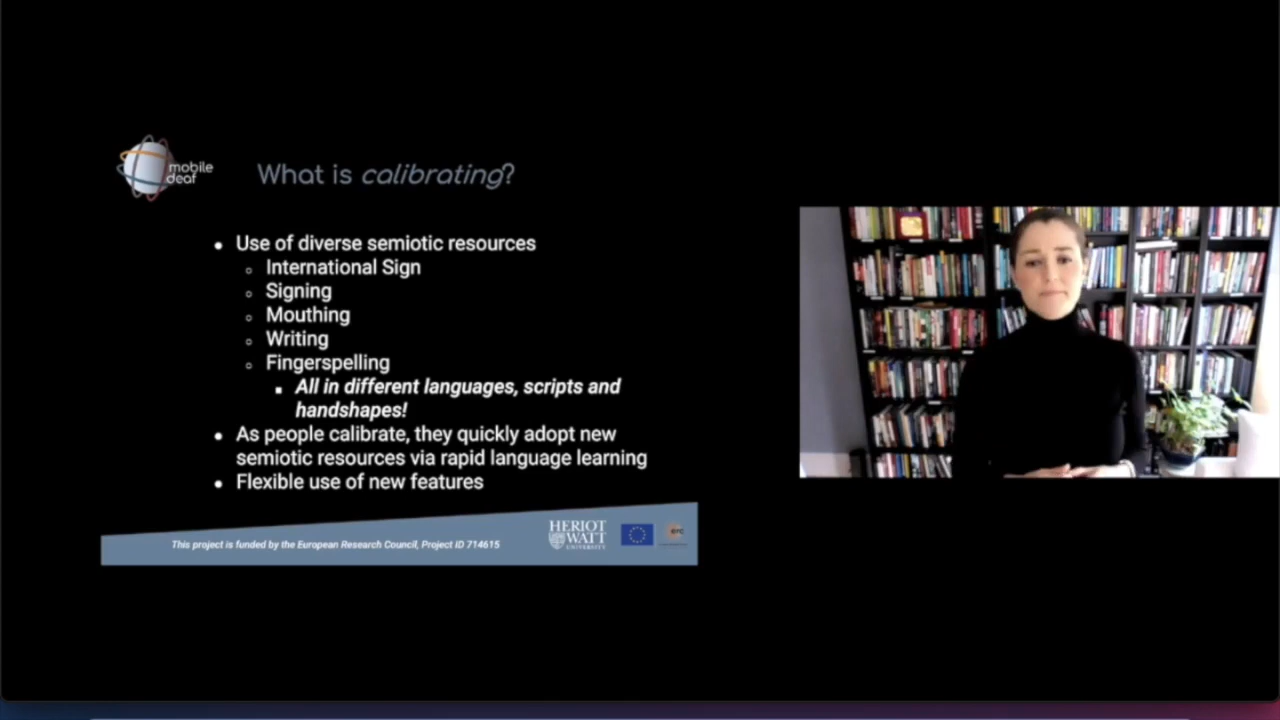 mobile
deaf
What is calibrating?
● Use of diverse semiotic resources
○ International Sign
○ Signing
○ Mouthing
○ Writing
○ Fingerspelling
■ All in different languages, scripts and
handshapes!
● As people calibrate, they quickly adopt new
semiotic resources via rapid language learning
● Flexible use of new features
This project is funded by the European Research Council, Project ID 714615
HERIOT
WATT
UNIVERSITY
erc